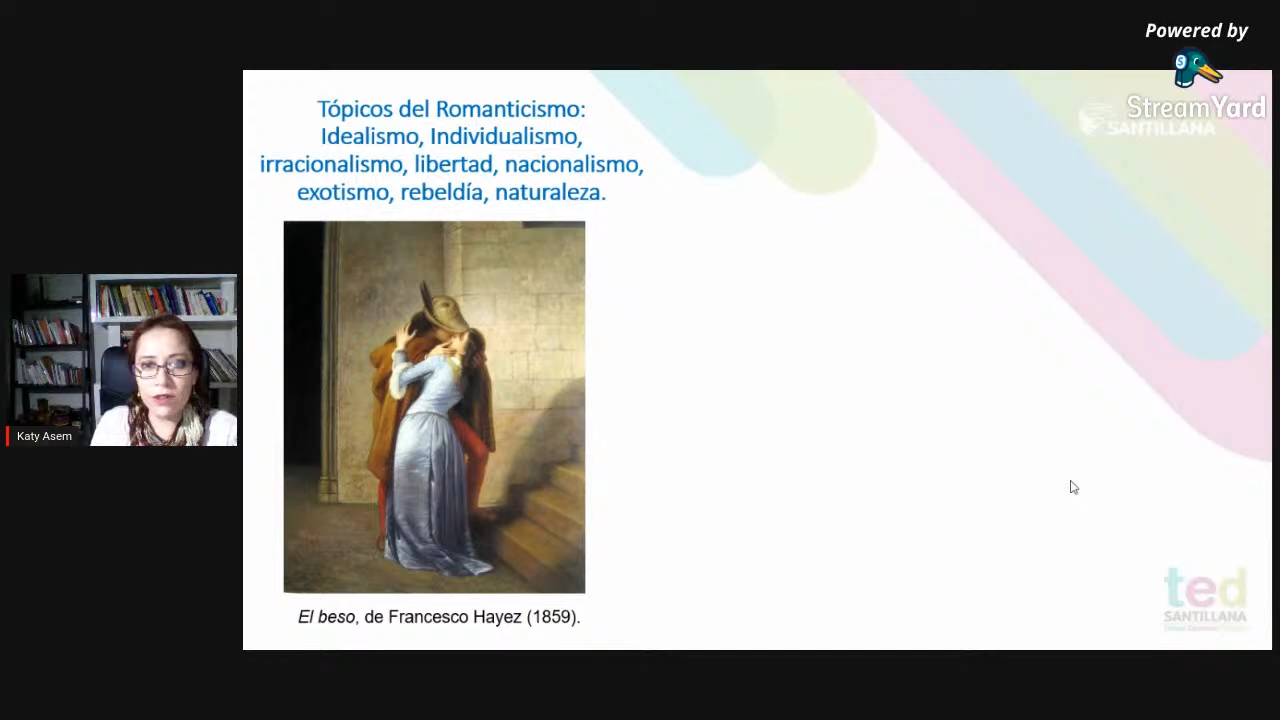 Powered by
StreamYard
SANTILLANA
Tópicos del Romanticismo:
Idealismo, Individualismo,
irracionalismo, libertad, nacionalismo,
exotismo, rebeldía, naturaleza.
Katy Asem
El beso, de Francesco Hayez (1859).
ted
SANTILLANA